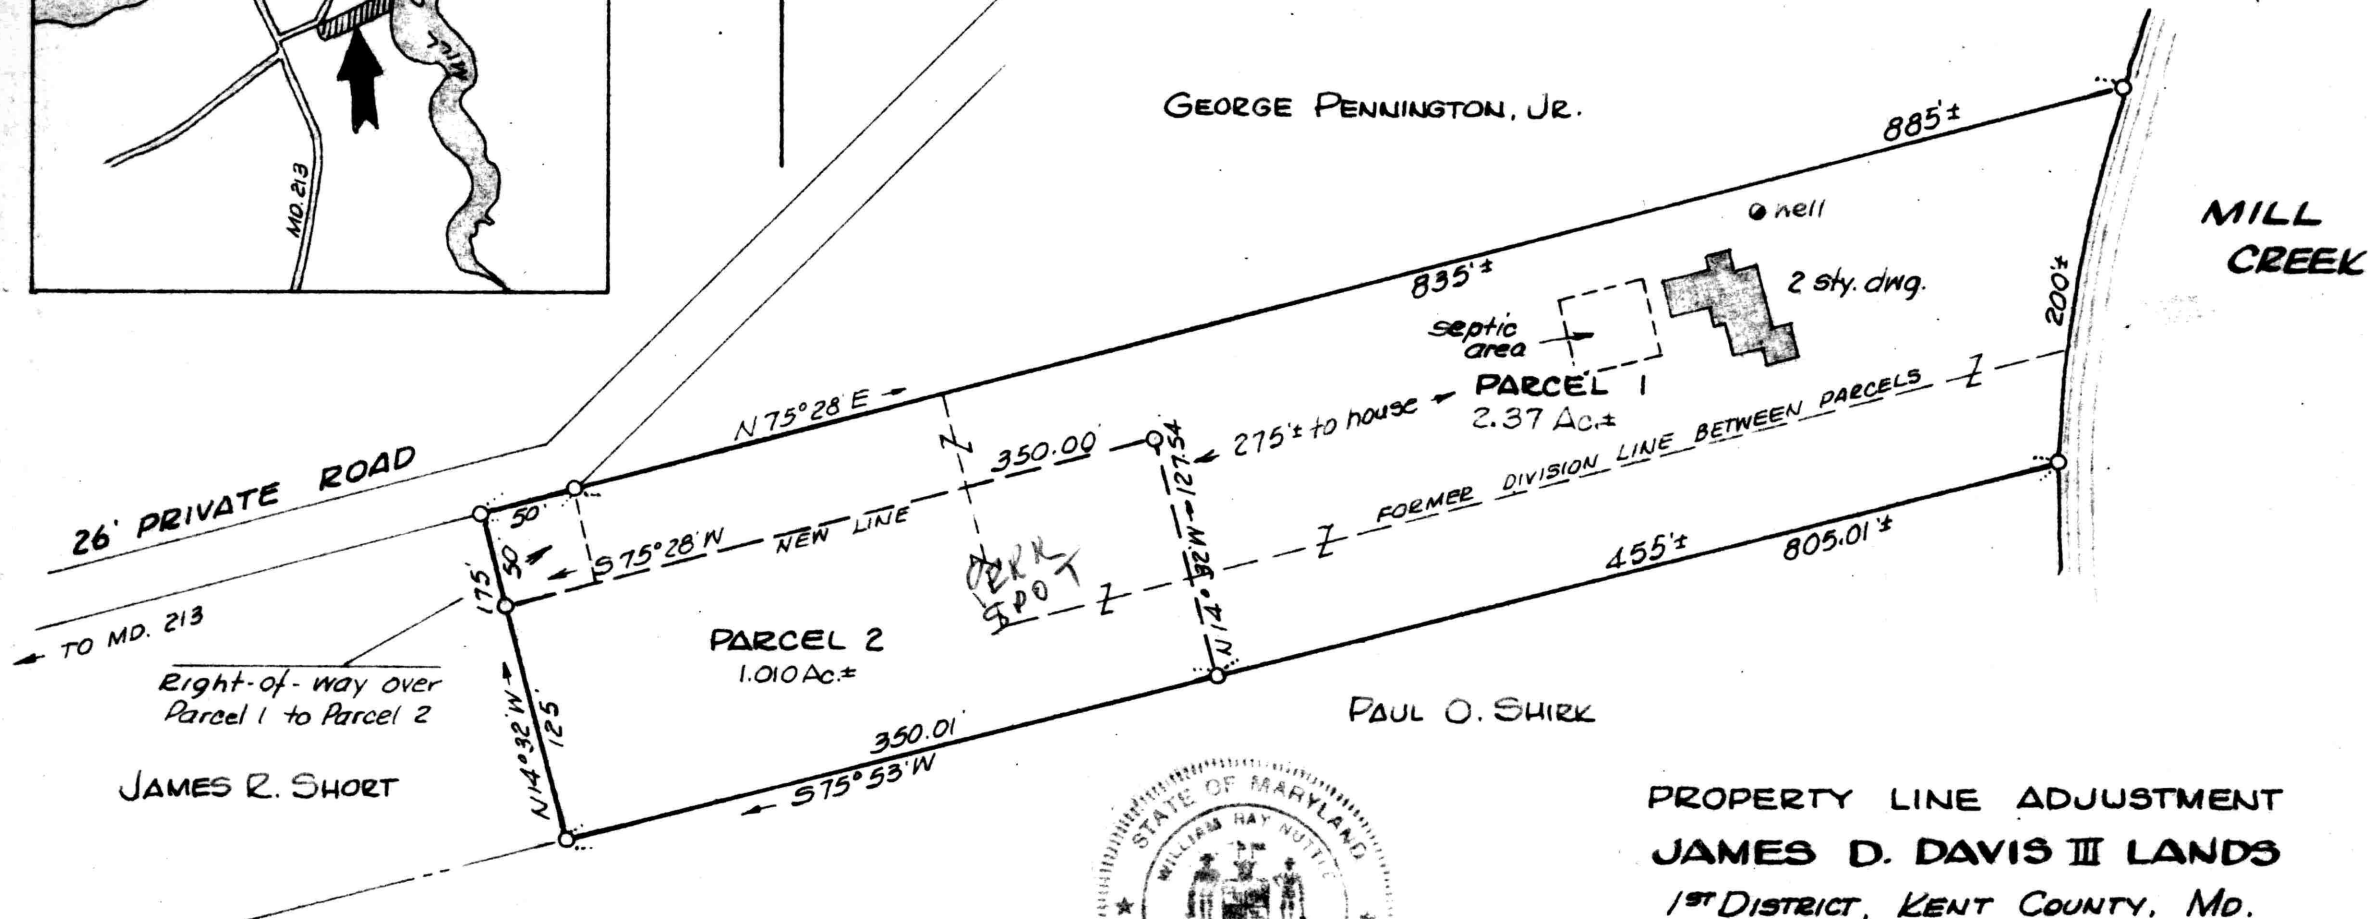 MILL
MD. 213
GEORGE PENNINGTON, JR.
885'±
well
MILL
CREEK
835'±
2 sty. dwg.
200'±
septic
area
PARCEL 1
2.37 Ac.±
N 75°28' E
275'± to house
350.00'
127.54
N 14° 32' W
FORMER DIVISION LINE BETWEEN PARCELS
26' PRIVATE ROAD
50'
50
S 75°28' W
NEW LINE
PERK
SPOT
455'±
805.01'±
175'
TO MD. 213
PARCEL 2
1.010 Ac.±
Right-of-way over
Parcel 1 to Parcel 2
N 14° 32' W
125'
350.01'
S 75° 53' W
PAUL O. SHIRK
JAMES R. SHORT
STATE OF MARYLAND
WILLIAM HAY NUTTLE
PROPERTY LINE ADJUSTMENT
JAMES D. DAVIS III LANDS
1ST DISTRICT, KENT COUNTY, MD.